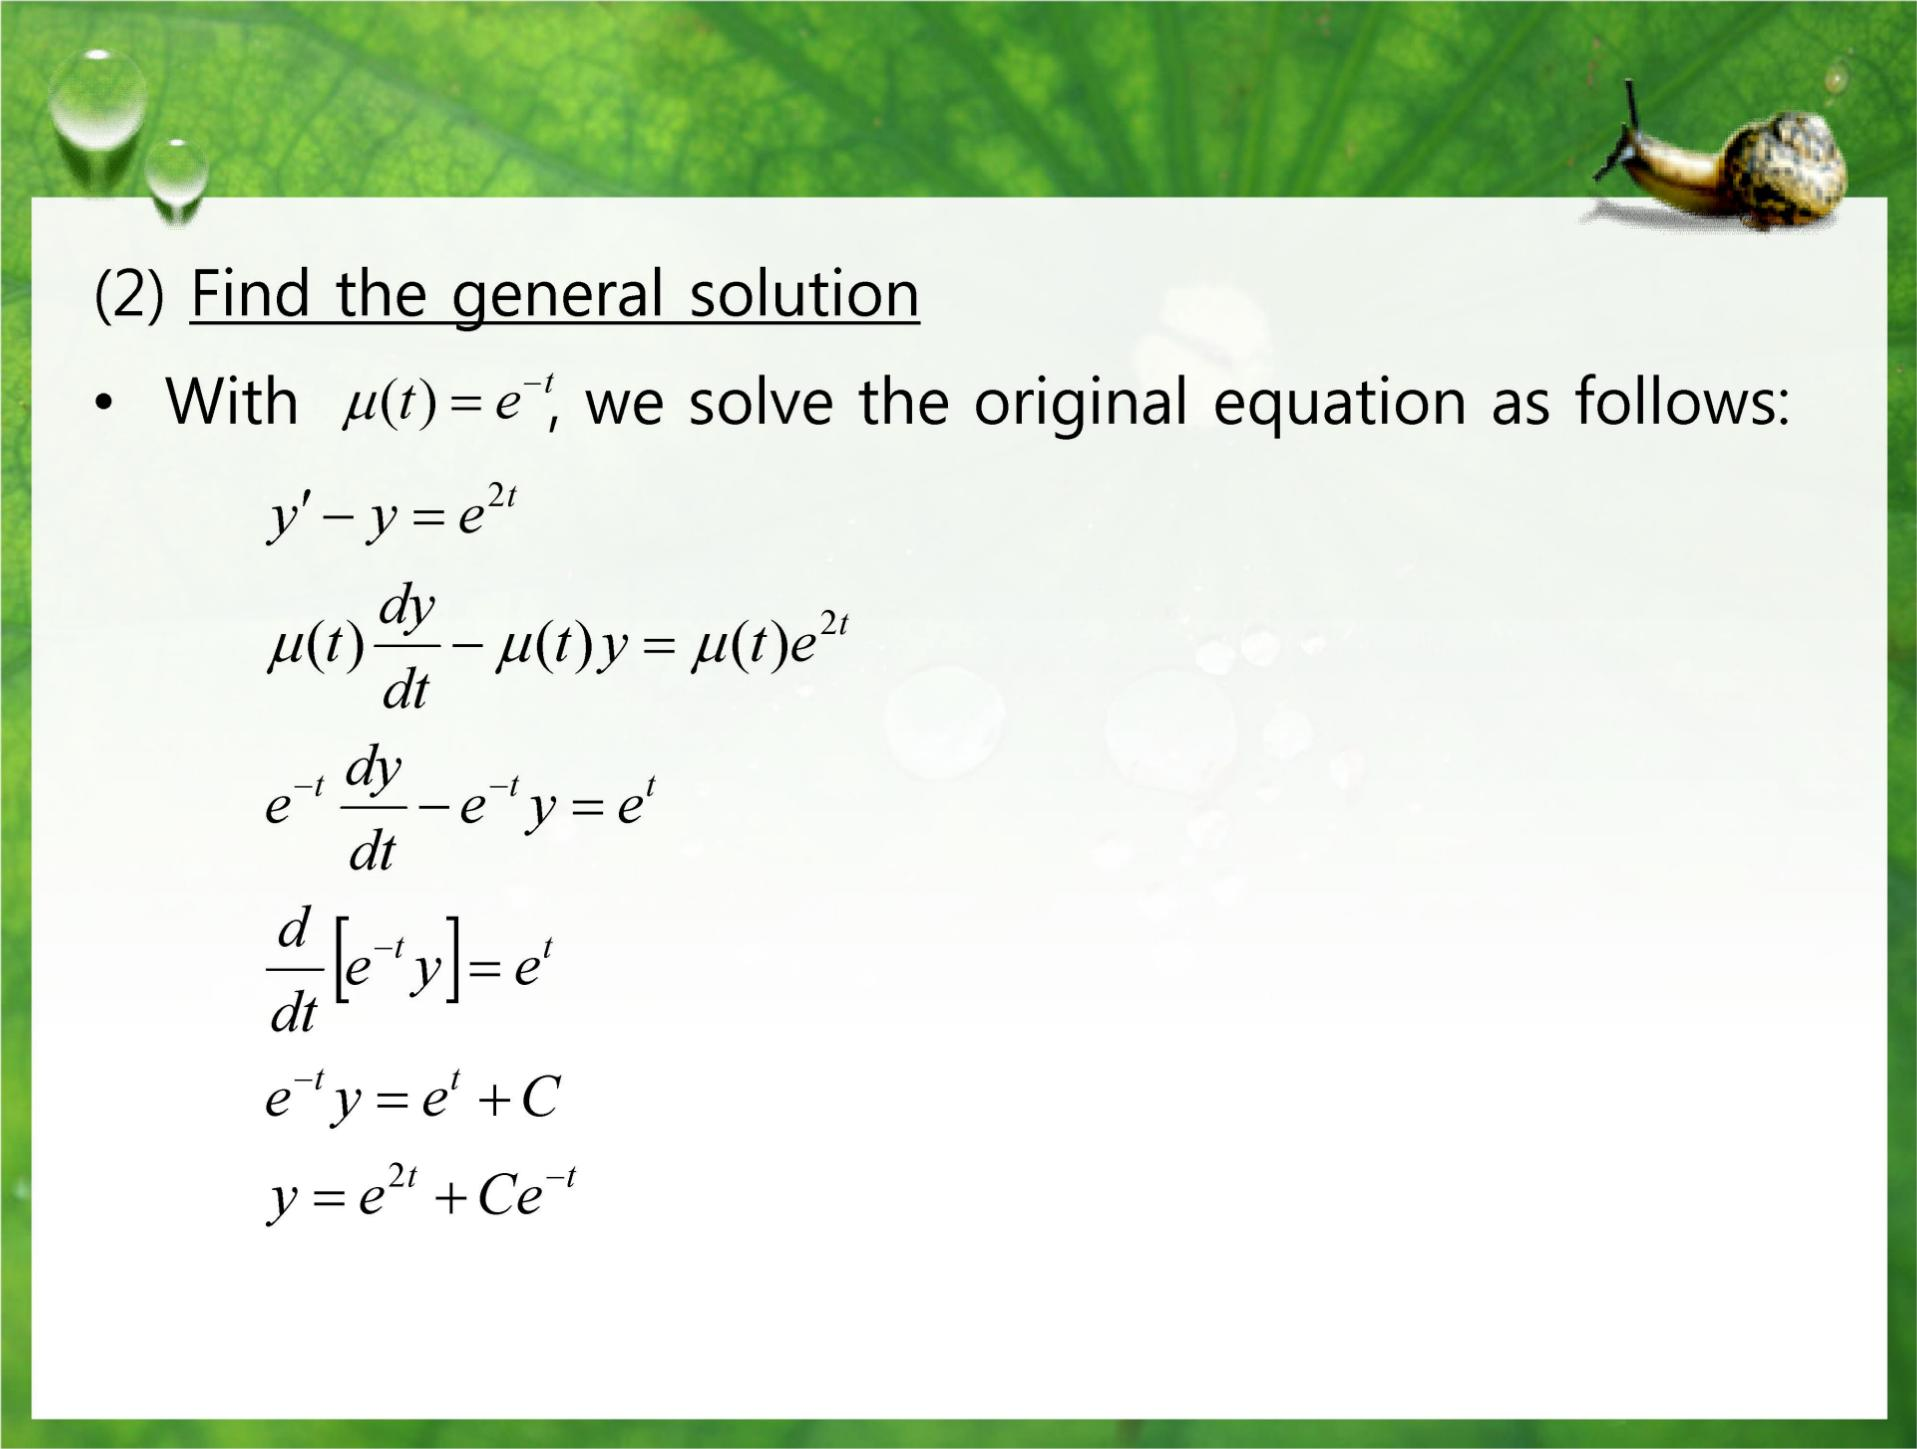 (2) Find the general solution
• With μ(t) = e^{-t}, we solve the original equation as follows:
y′ − y = e^{2t}
μ(t) dy/dt − μ(t) y = μ(t)e^{2t}
e^{-t} dy/dt − e^{-t} y = e^{t}
d/dt [e^{-t} y] = e^{t}
e^{-t} y = e^{t} + C
y = e^{2t} + Ce^{-t}